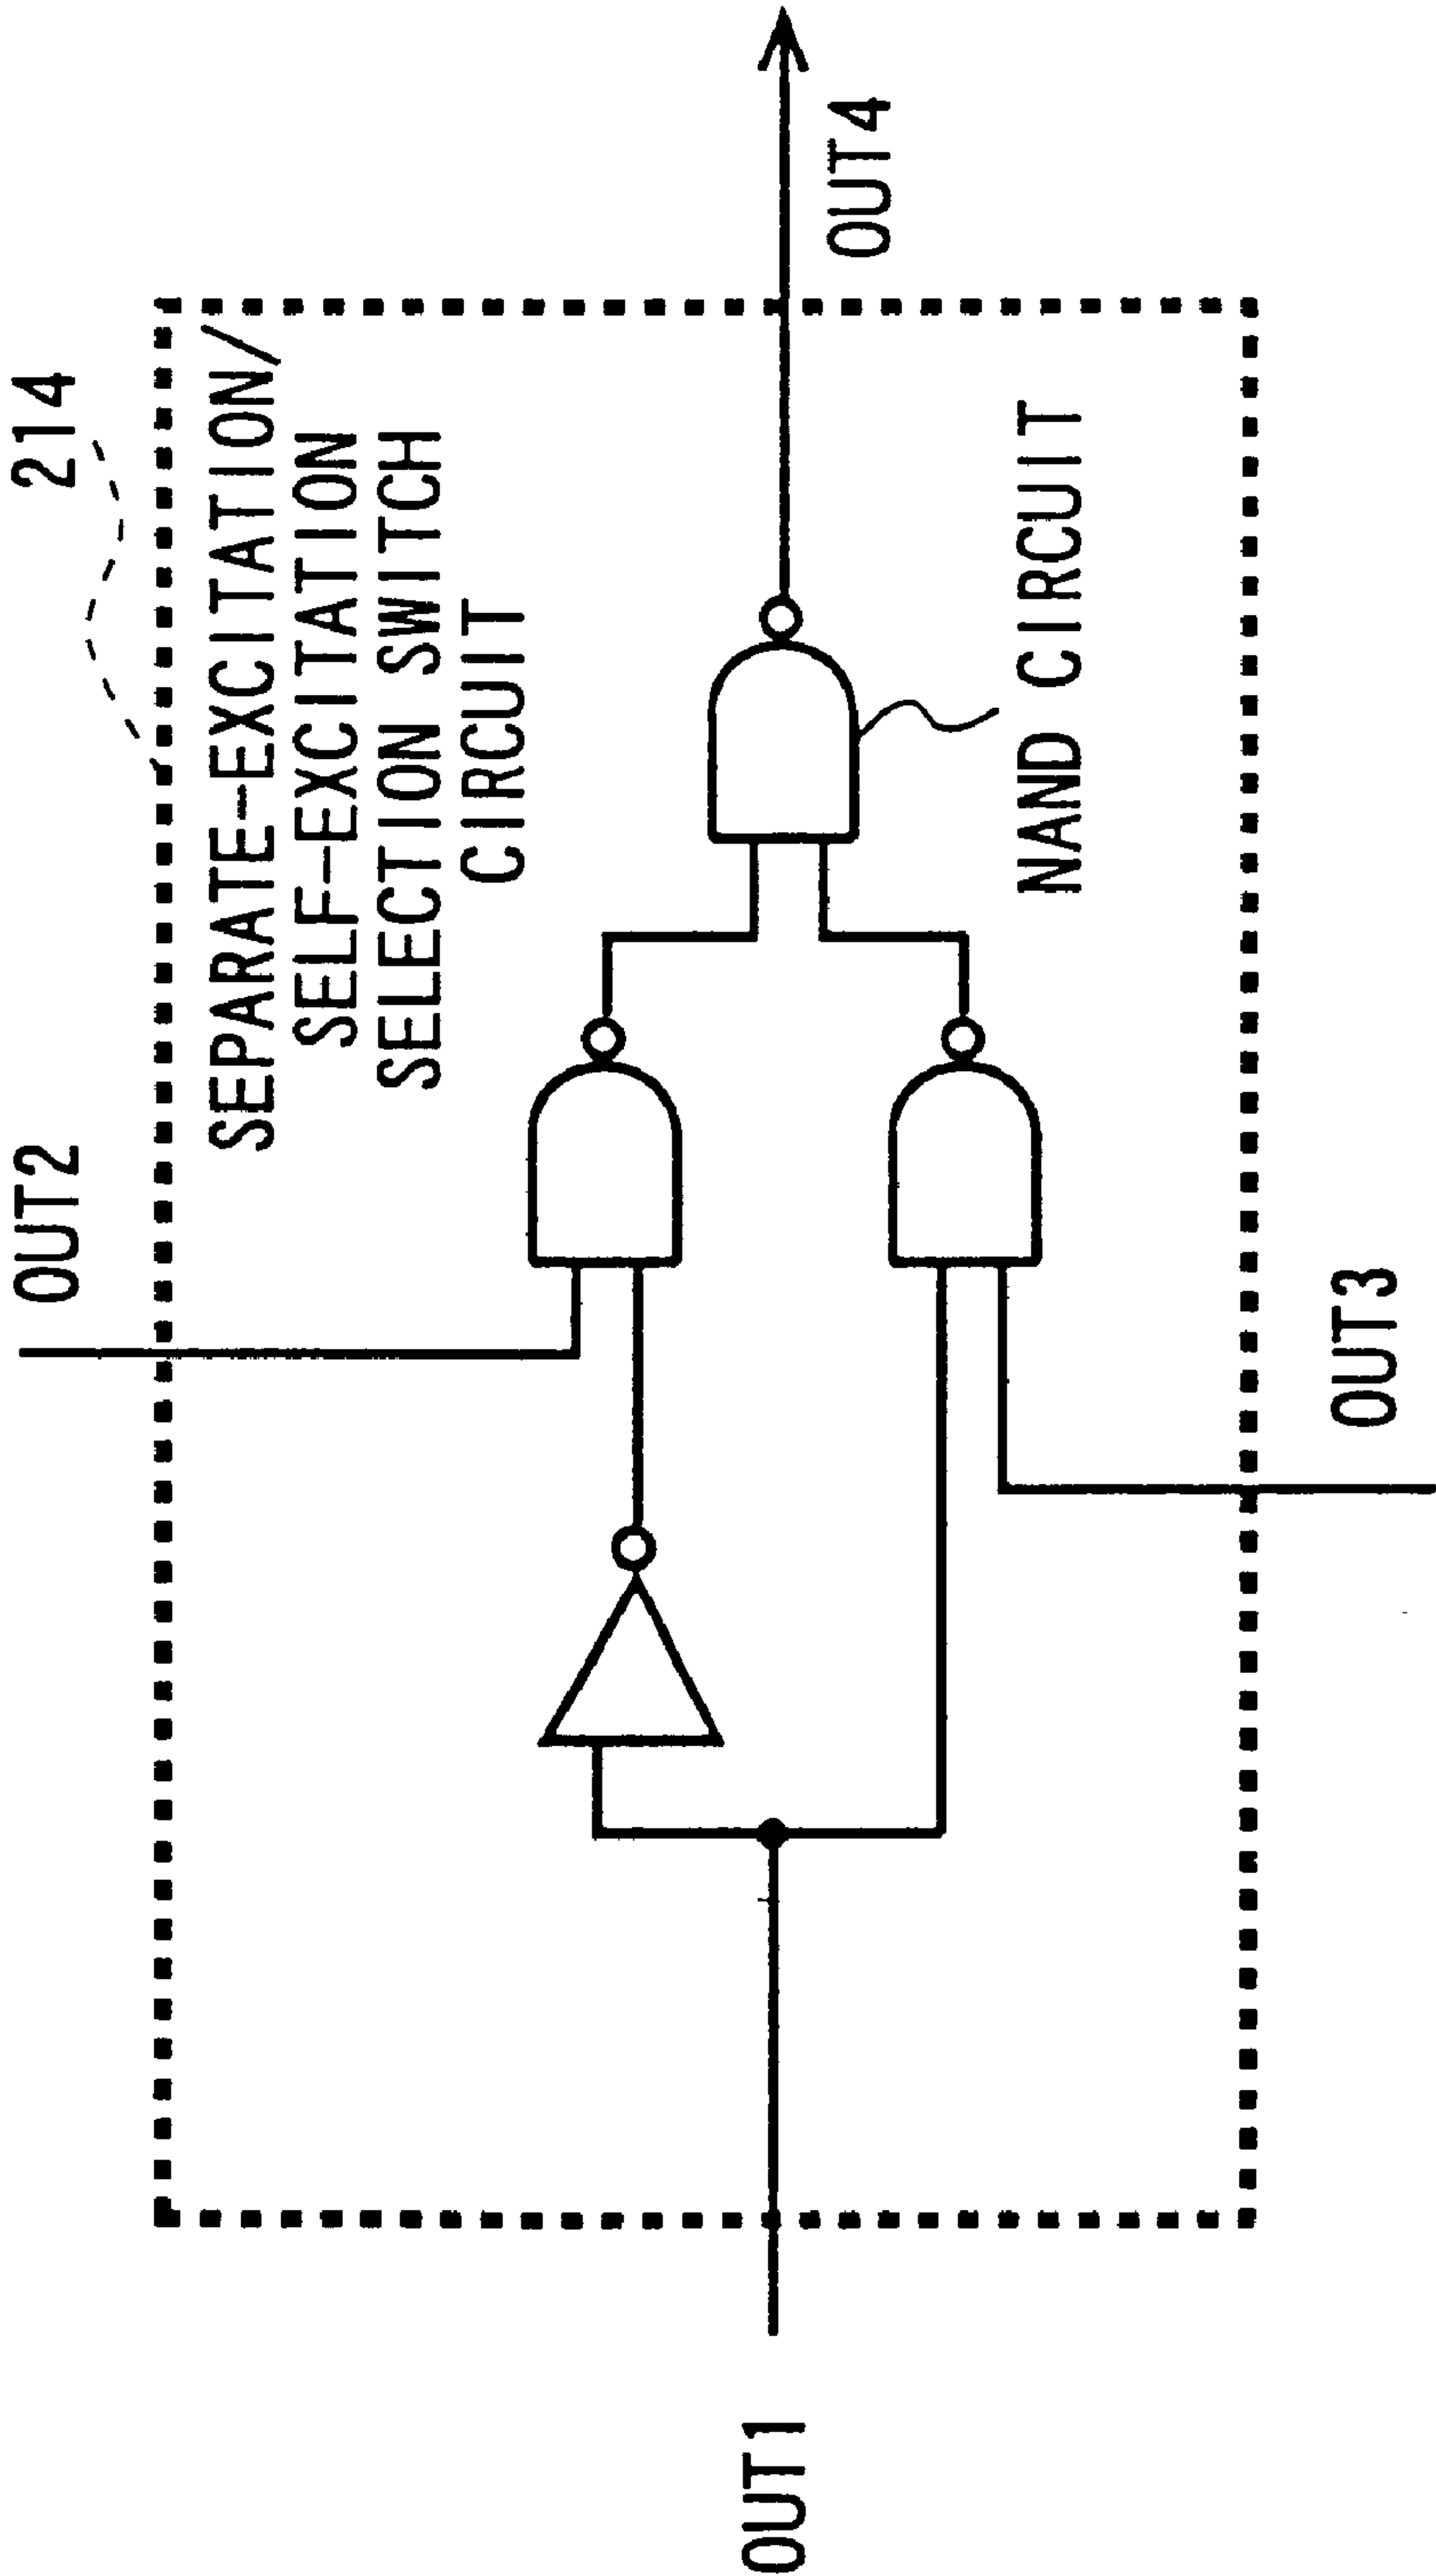 214
OUT2
SEPARATE-EXCITATION/
SELF-EXCITATION
SELECTION SWITCH
CIRCUIT
OUT1
OUT4
NAND CIRCUIT
OUT3